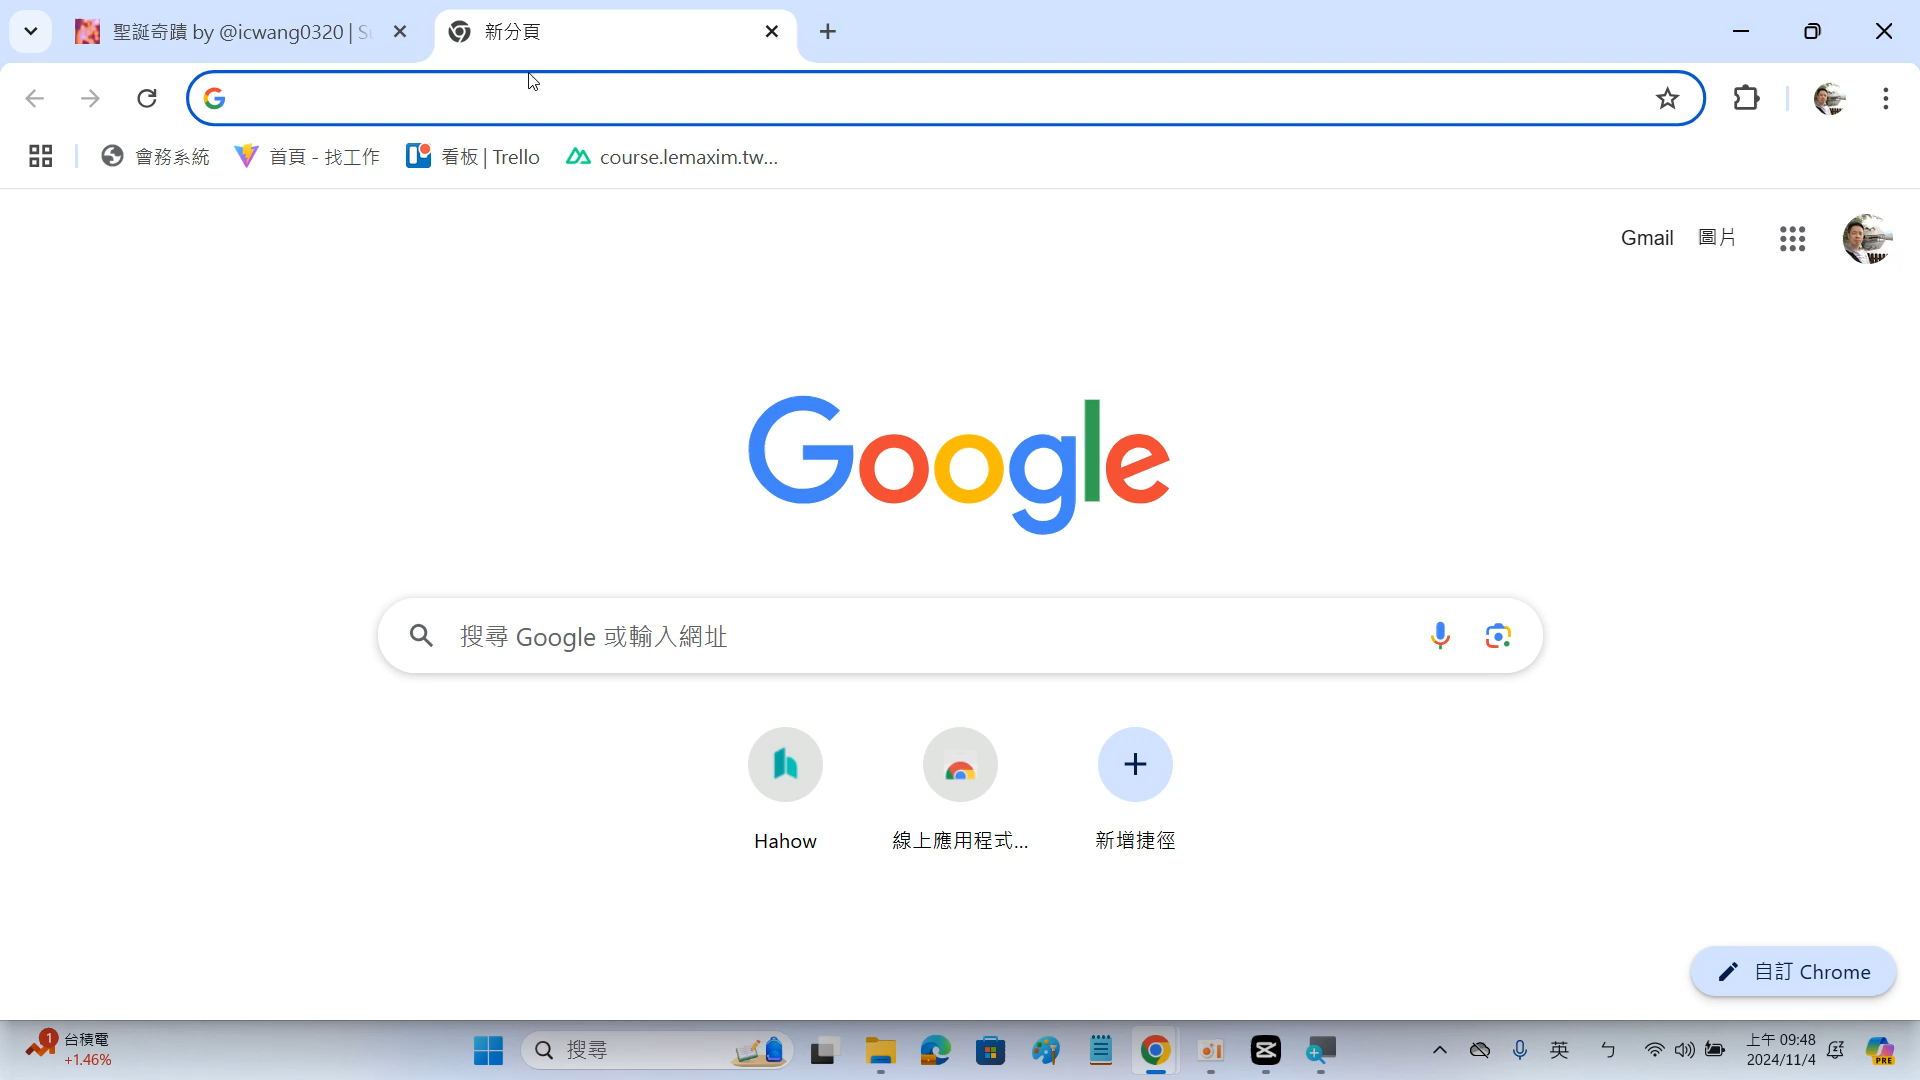 聖誕奇蹟 by @icwang0320 | Su
新分頁
會務系統
首頁 - 找工作
看板 | Trello
course.lemaxim.tw...
Gmail
圖片
Google
搜尋 Google 或輸入網址
Hahow
線上應用程式...
新增捷徑
自訂 Chrome
1
台積電
+1.46%
搜尋
英
ㄅ
上午 09:48
2024/11/4
PRE